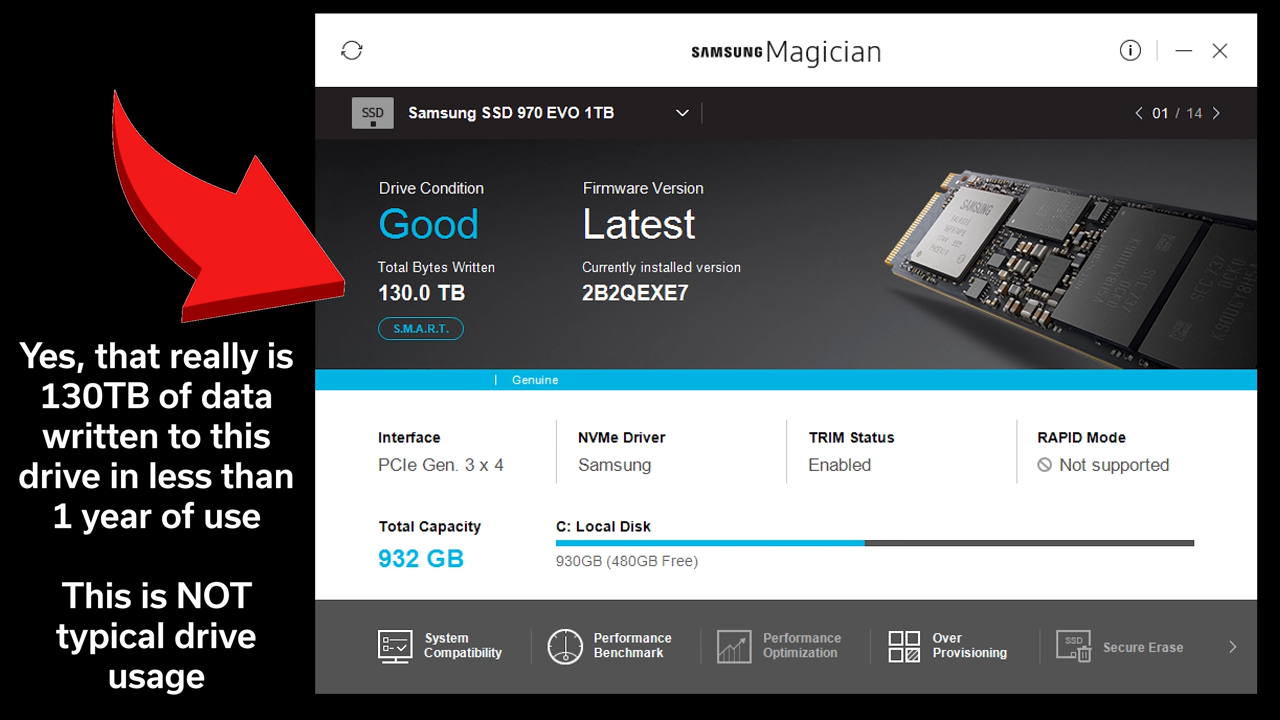 SAMSUNG Magician
SSD
Samsung SSD 970 EVO 1TB
01 / 14
Drive Condition
Good
Total Bytes Written
130.0 TB
S.M.A.R.T.
Firmware Version
Latest
Currently installed version
2B2QEXE7
SAMSUNG
Genuine
Yes, that really is
130TB of data
written to this
drive in less than
1 year of use
This is NOT
typical drive
usage
Interface
PCIe Gen. 3 x 4
NVMe Driver
Samsung
TRIM Status
Enabled
RAPID Mode
Not supported
Total Capacity
932 GB
C: Local Disk
930GB (480GB Free)
System
Compatibility
Performance
Benchmark
Performance
Optimization
Over
Provisioning
SSD
Secure Erase